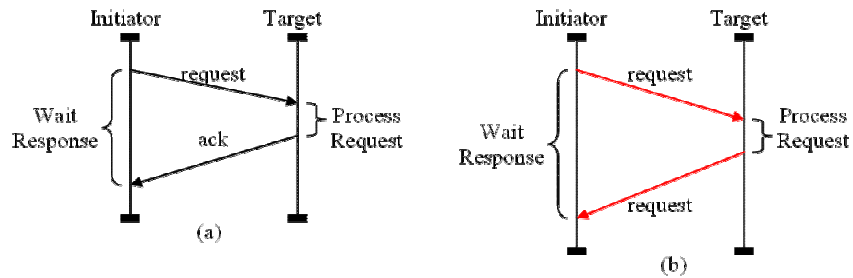 Initiator
Target
request
Wait
Response
Process
Request
ack
(a)
Initiator
Target
request
Wait
Response
Process
Request
request
(b)